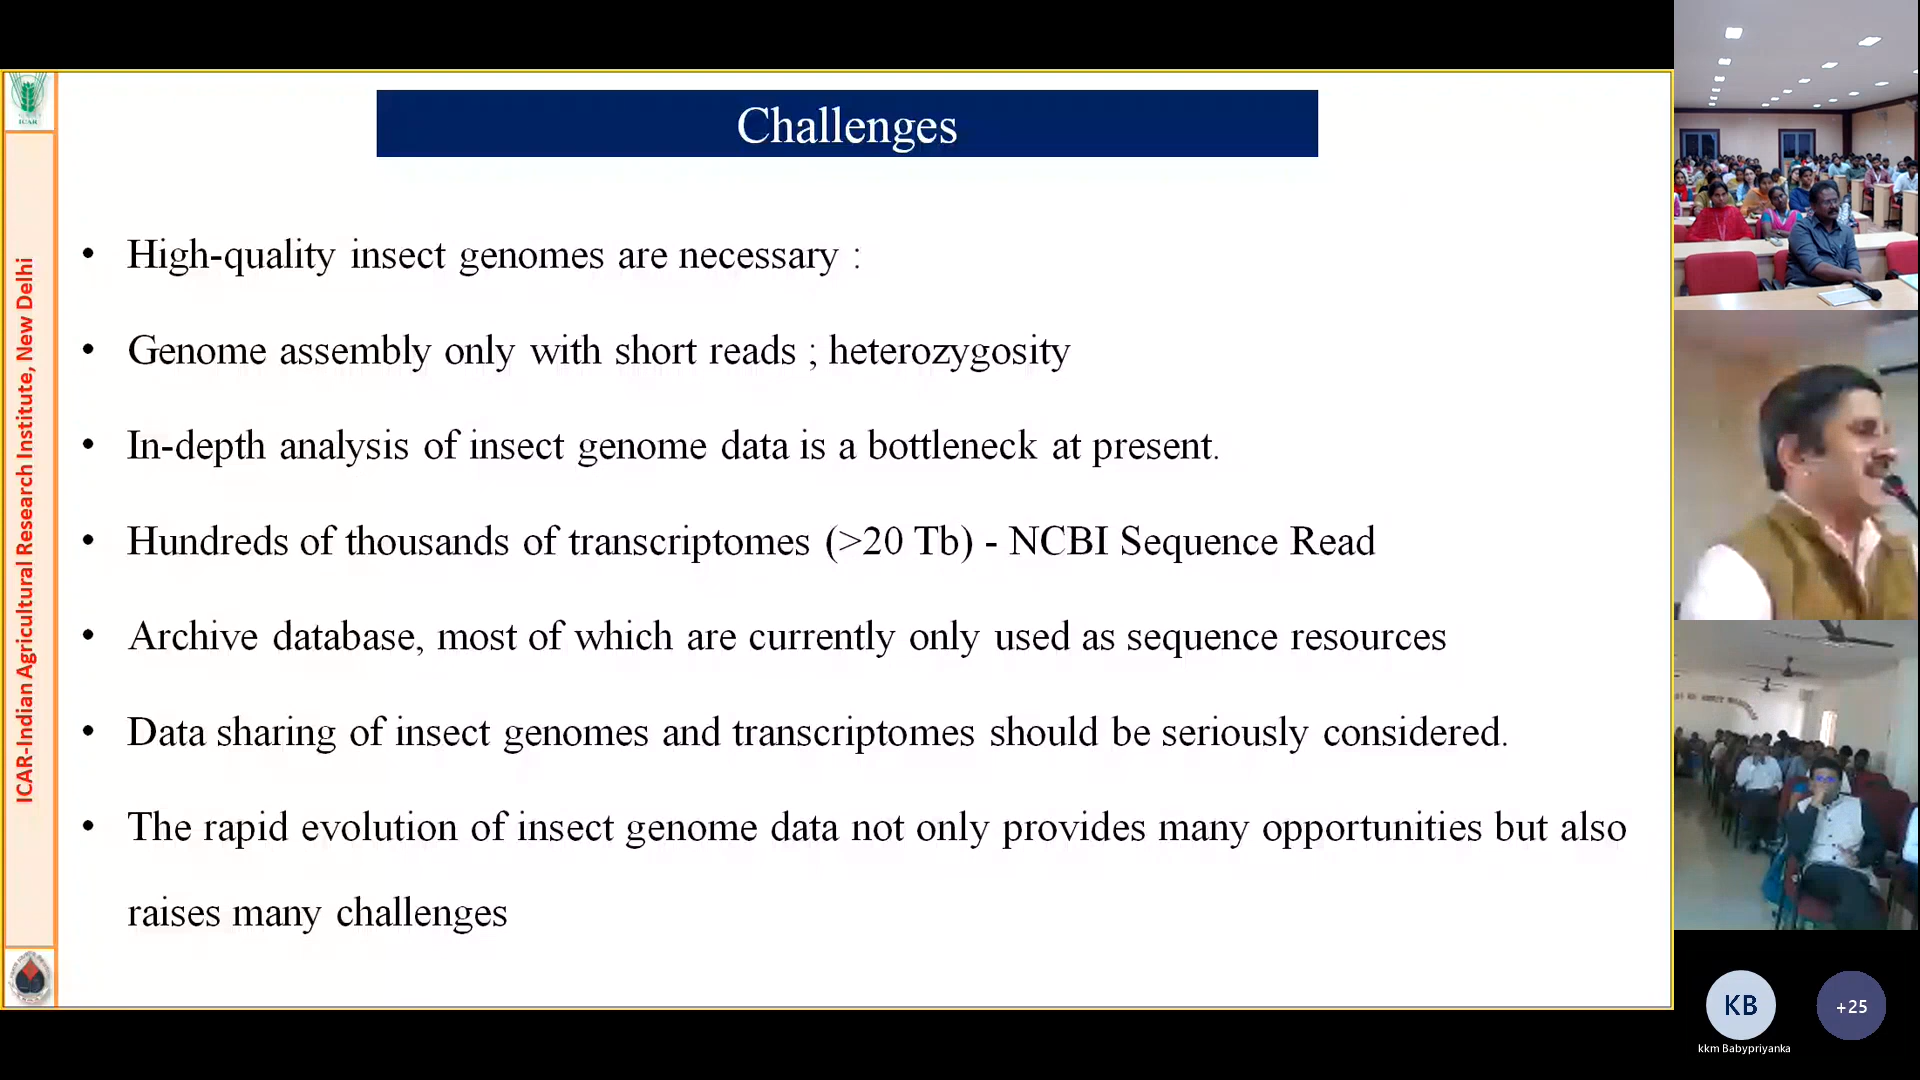 Challenges
• High-quality insect genomes are necessary :
• Genome assembly only with short reads ; heterozygosity
• In-depth analysis of insect genome data is a bottleneck at present.
• Hundreds of thousands of transcriptomes (>20 Tb) - NCBI Sequence Read
• Archive database, most of which are currently only used as sequence resources
• Data sharing of insect genomes and transcriptomes should be seriously considered.
• The rapid evolution of insect genome data not only provides many opportunities but also
raises many challenges
ICAR
ICAR-Indian Agricultural Research Institute, New Delhi
KB
+25
kkm Babypriyanka